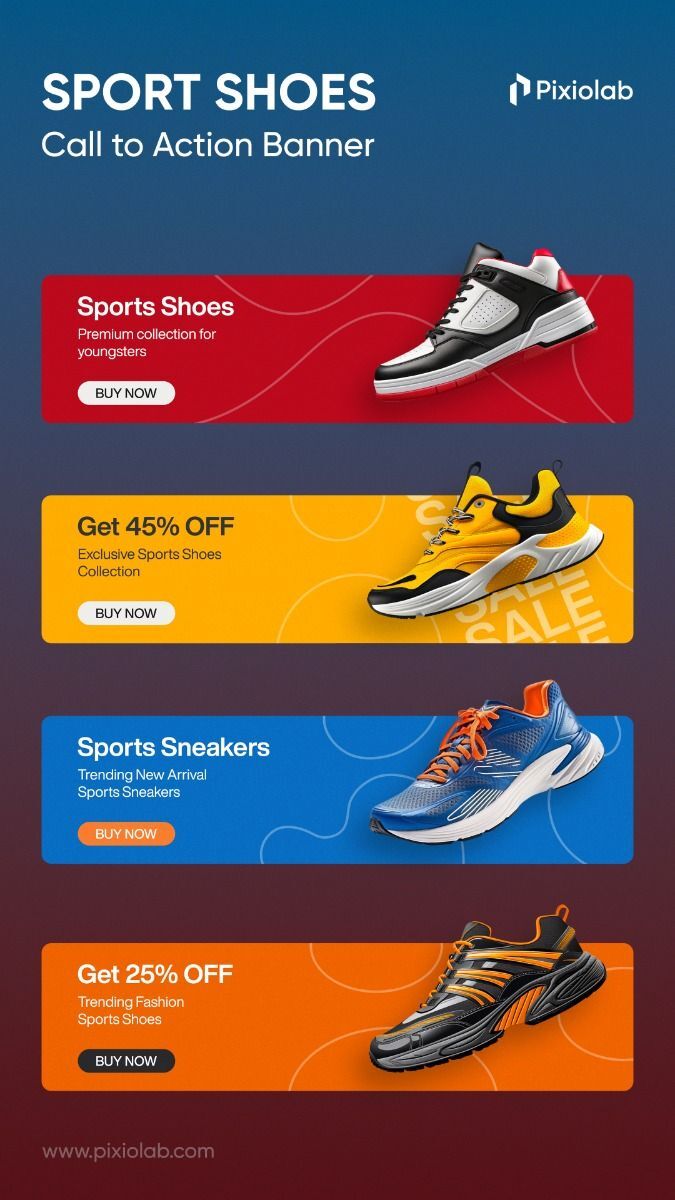 SPORT SHOES
Pixiolab
Call to Action Banner
Sports Shoes
Premium collection for
youngsters
BUY NOW
Get 45% OFF
Exclusive Sports Shoes
Collection
BUY NOW
SALE
SALE
Sports Sneakers
Trending New Arrival
Sports Sneakers
BUY NOW
Get 25% OFF
Trending Fashion
Sports Shoes
BUY NOW
www.pixiolab.com